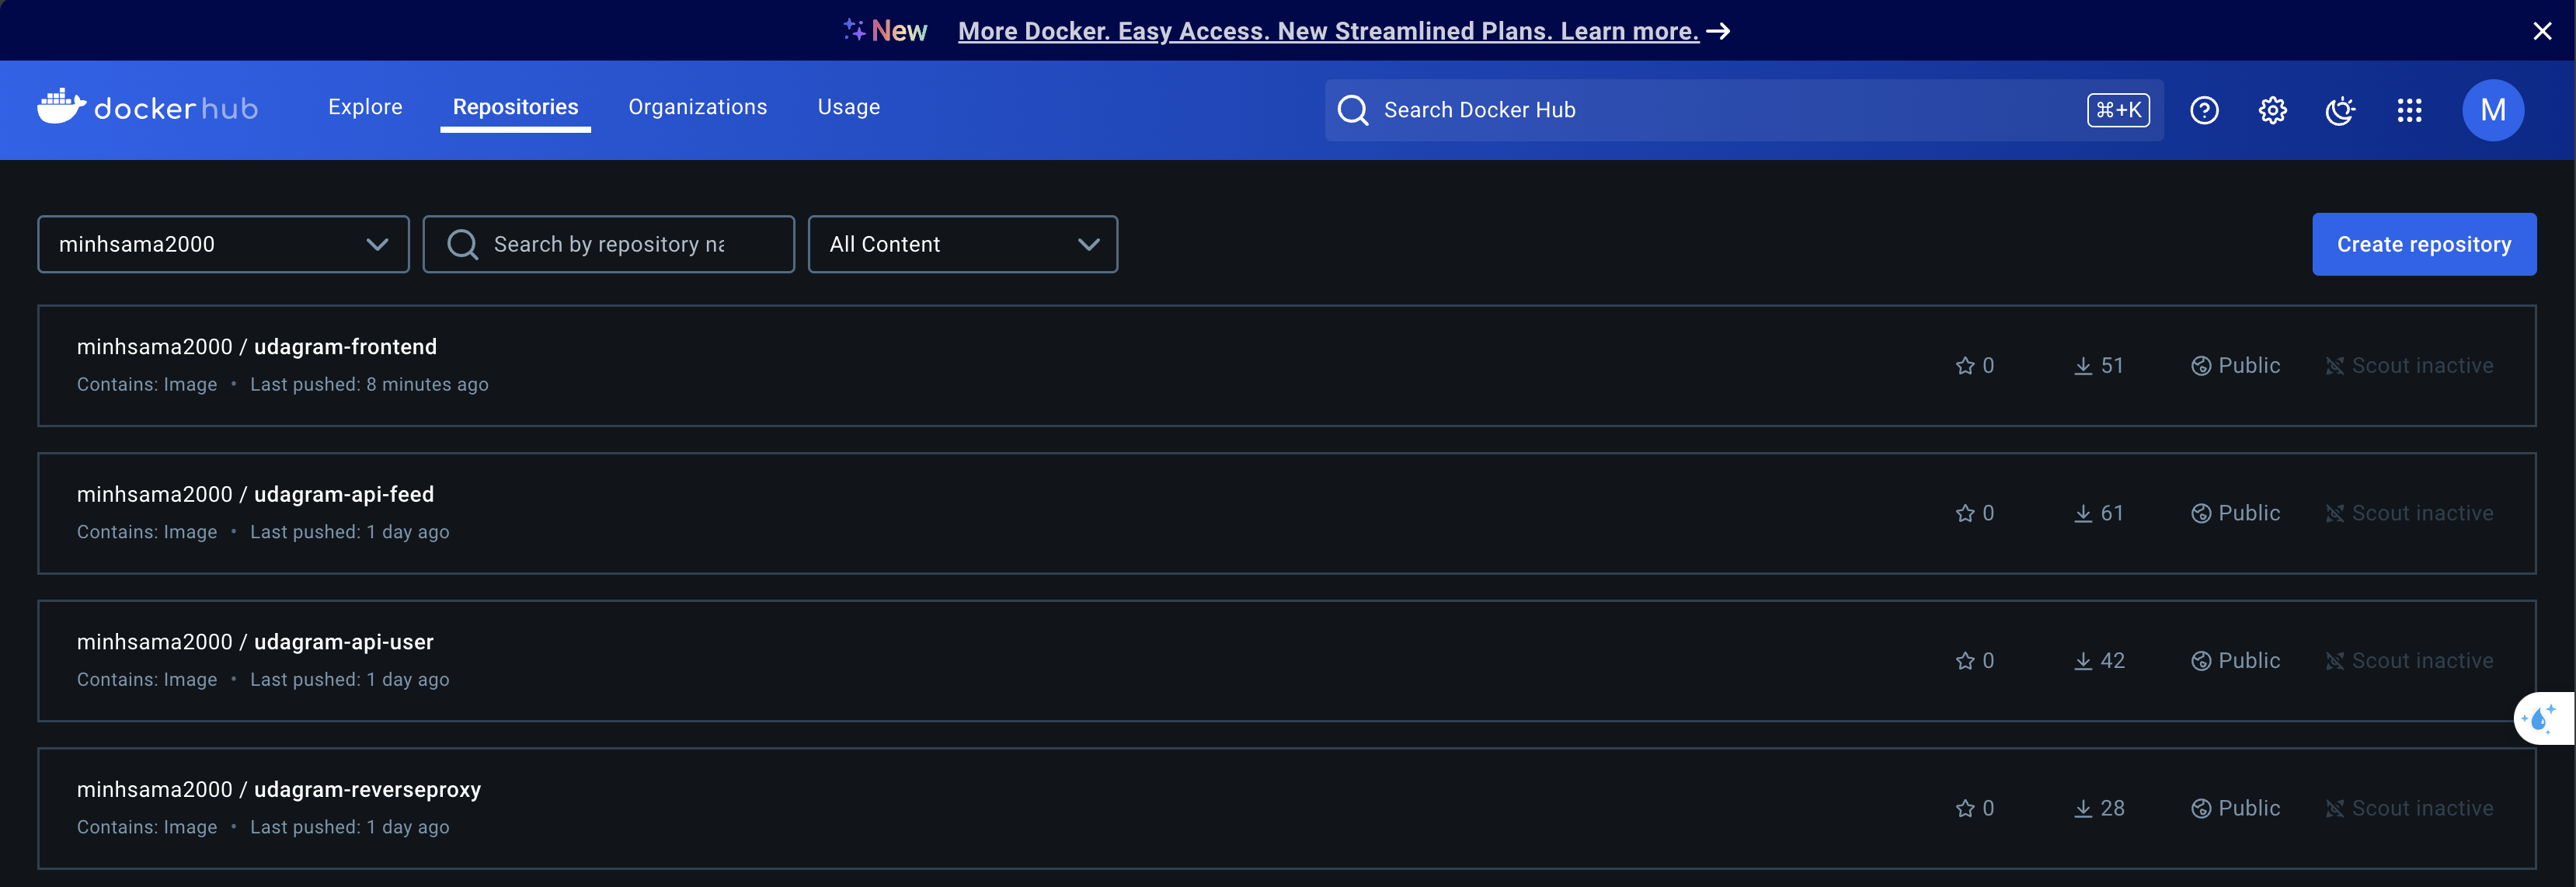 New More Docker. Easy Access. New Streamlined Plans. Learn more.
dockerhub Explore Repositories Organizations Usage Search Docker Hub ⌘+K M
minhsama2000 Search by repository na All Content Create repository
minhsama2000 / udagram-frontend
Contains: Image • Last pushed: 8 minutes ago
0 51 Public Scout inactive
minhsama2000 / udagram-api-feed
Contains: Image • Last pushed: 1 day ago
0 61 Public Scout inactive
minhsama2000 / udagram-api-user
Contains: Image • Last pushed: 1 day ago
0 42 Public Scout inactive
minhsama2000 / udagram-reverseproxy
Contains: Image • Last pushed: 1 day ago
0 28 Public Scout inactive